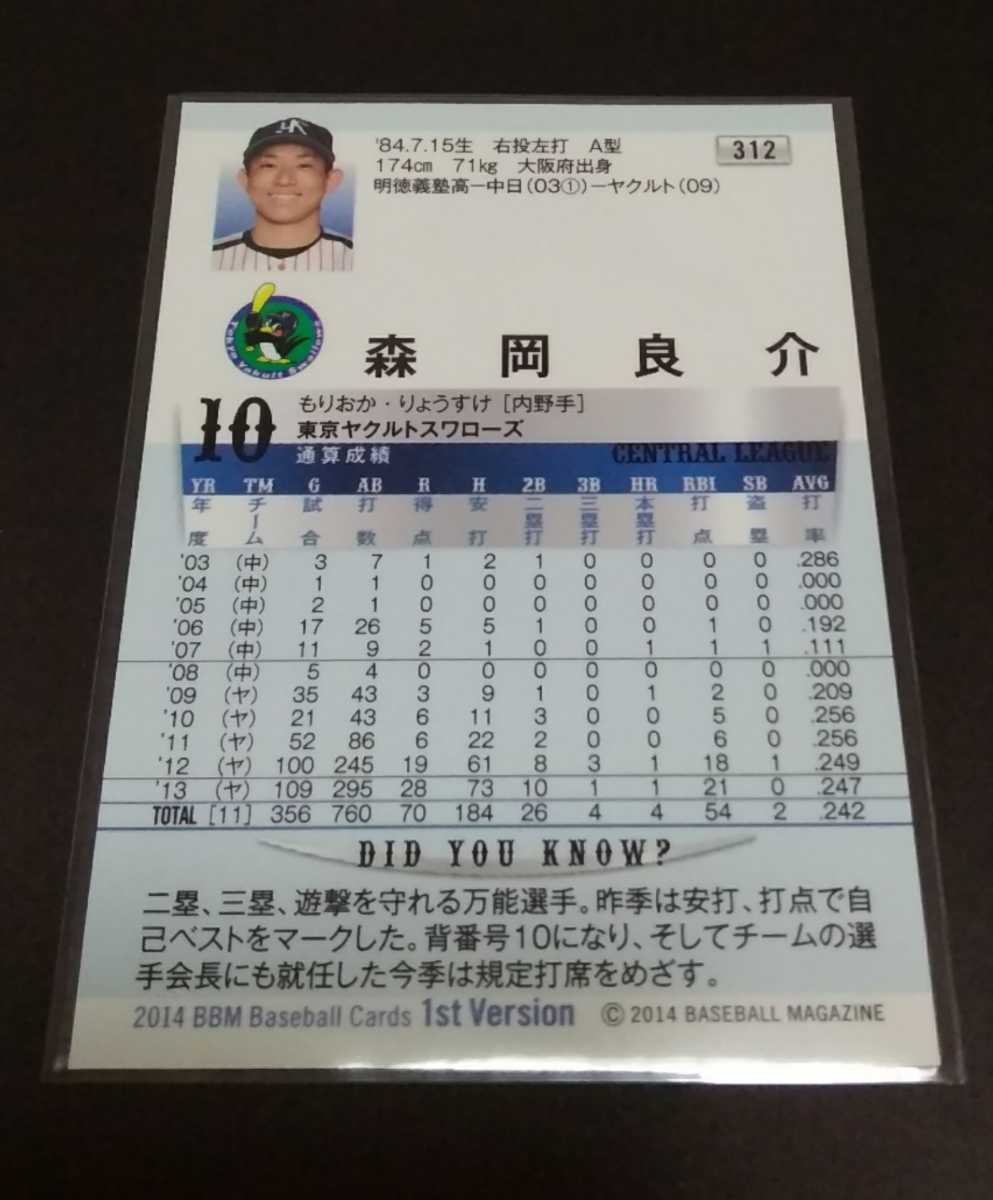 '84.7.15生 右投左打 A型
312
174cm 71kg 大阪府出身
明徳義塾高―中日(03①)―ヤクルト(09)
Tokyo Yakult Swallows
森岡良介
10
もりおか・りょうすけ [内野手]
東京ヤクルトスワローズ
通算成績 CENTRAL LEAGUE
YR TM G AB R H 2B 3B HR RBI SB AVG
年度 チーム 試合 打数 得点 安打 二塁打 三塁打 本塁打 打点 盗塁 打率
'03 (中) 3 7 1 2 1 0 0 0 0 .286
'04 (中) 1 1 0 0 0 0 0 0 0 .000
'05 (中) 2 1 0 0 0 0 0 0 0 .000
'06 (中) 17 26 5 5 1 0 0 1 0 .192
'07 (中) 11 9 2 1 0 0 1 1 1 .111
'08 (中) 5 4 0 0 0 0 0 0 0 .000
'09 (ヤ) 35 43 3 9 1 0 1 2 0 .209
'10 (ヤ) 21 43 6 11 3 0 0 5 0 .256
'11 (ヤ) 52 86 6 22 2 0 0 6 0 .256
'12 (ヤ) 100 245 19 61 8 3 1 18 1 .249
'13 (ヤ) 109 295 28 73 10 1 1 21 0 .247
TOTAL [11] 356 760 70 184 26 4 4 54 2 .242
DID YOU KNOW?
二塁、三塁、遊撃を守れる万能選手。昨季は安打、打点で自
己ベストをマークした。背番号10になり、そしてチームの選
手会長にも就任した今季は規定打席をめざす。
2014 BBM Baseball Cards 1st Version © 2014 BASEBALL MAGAZINE